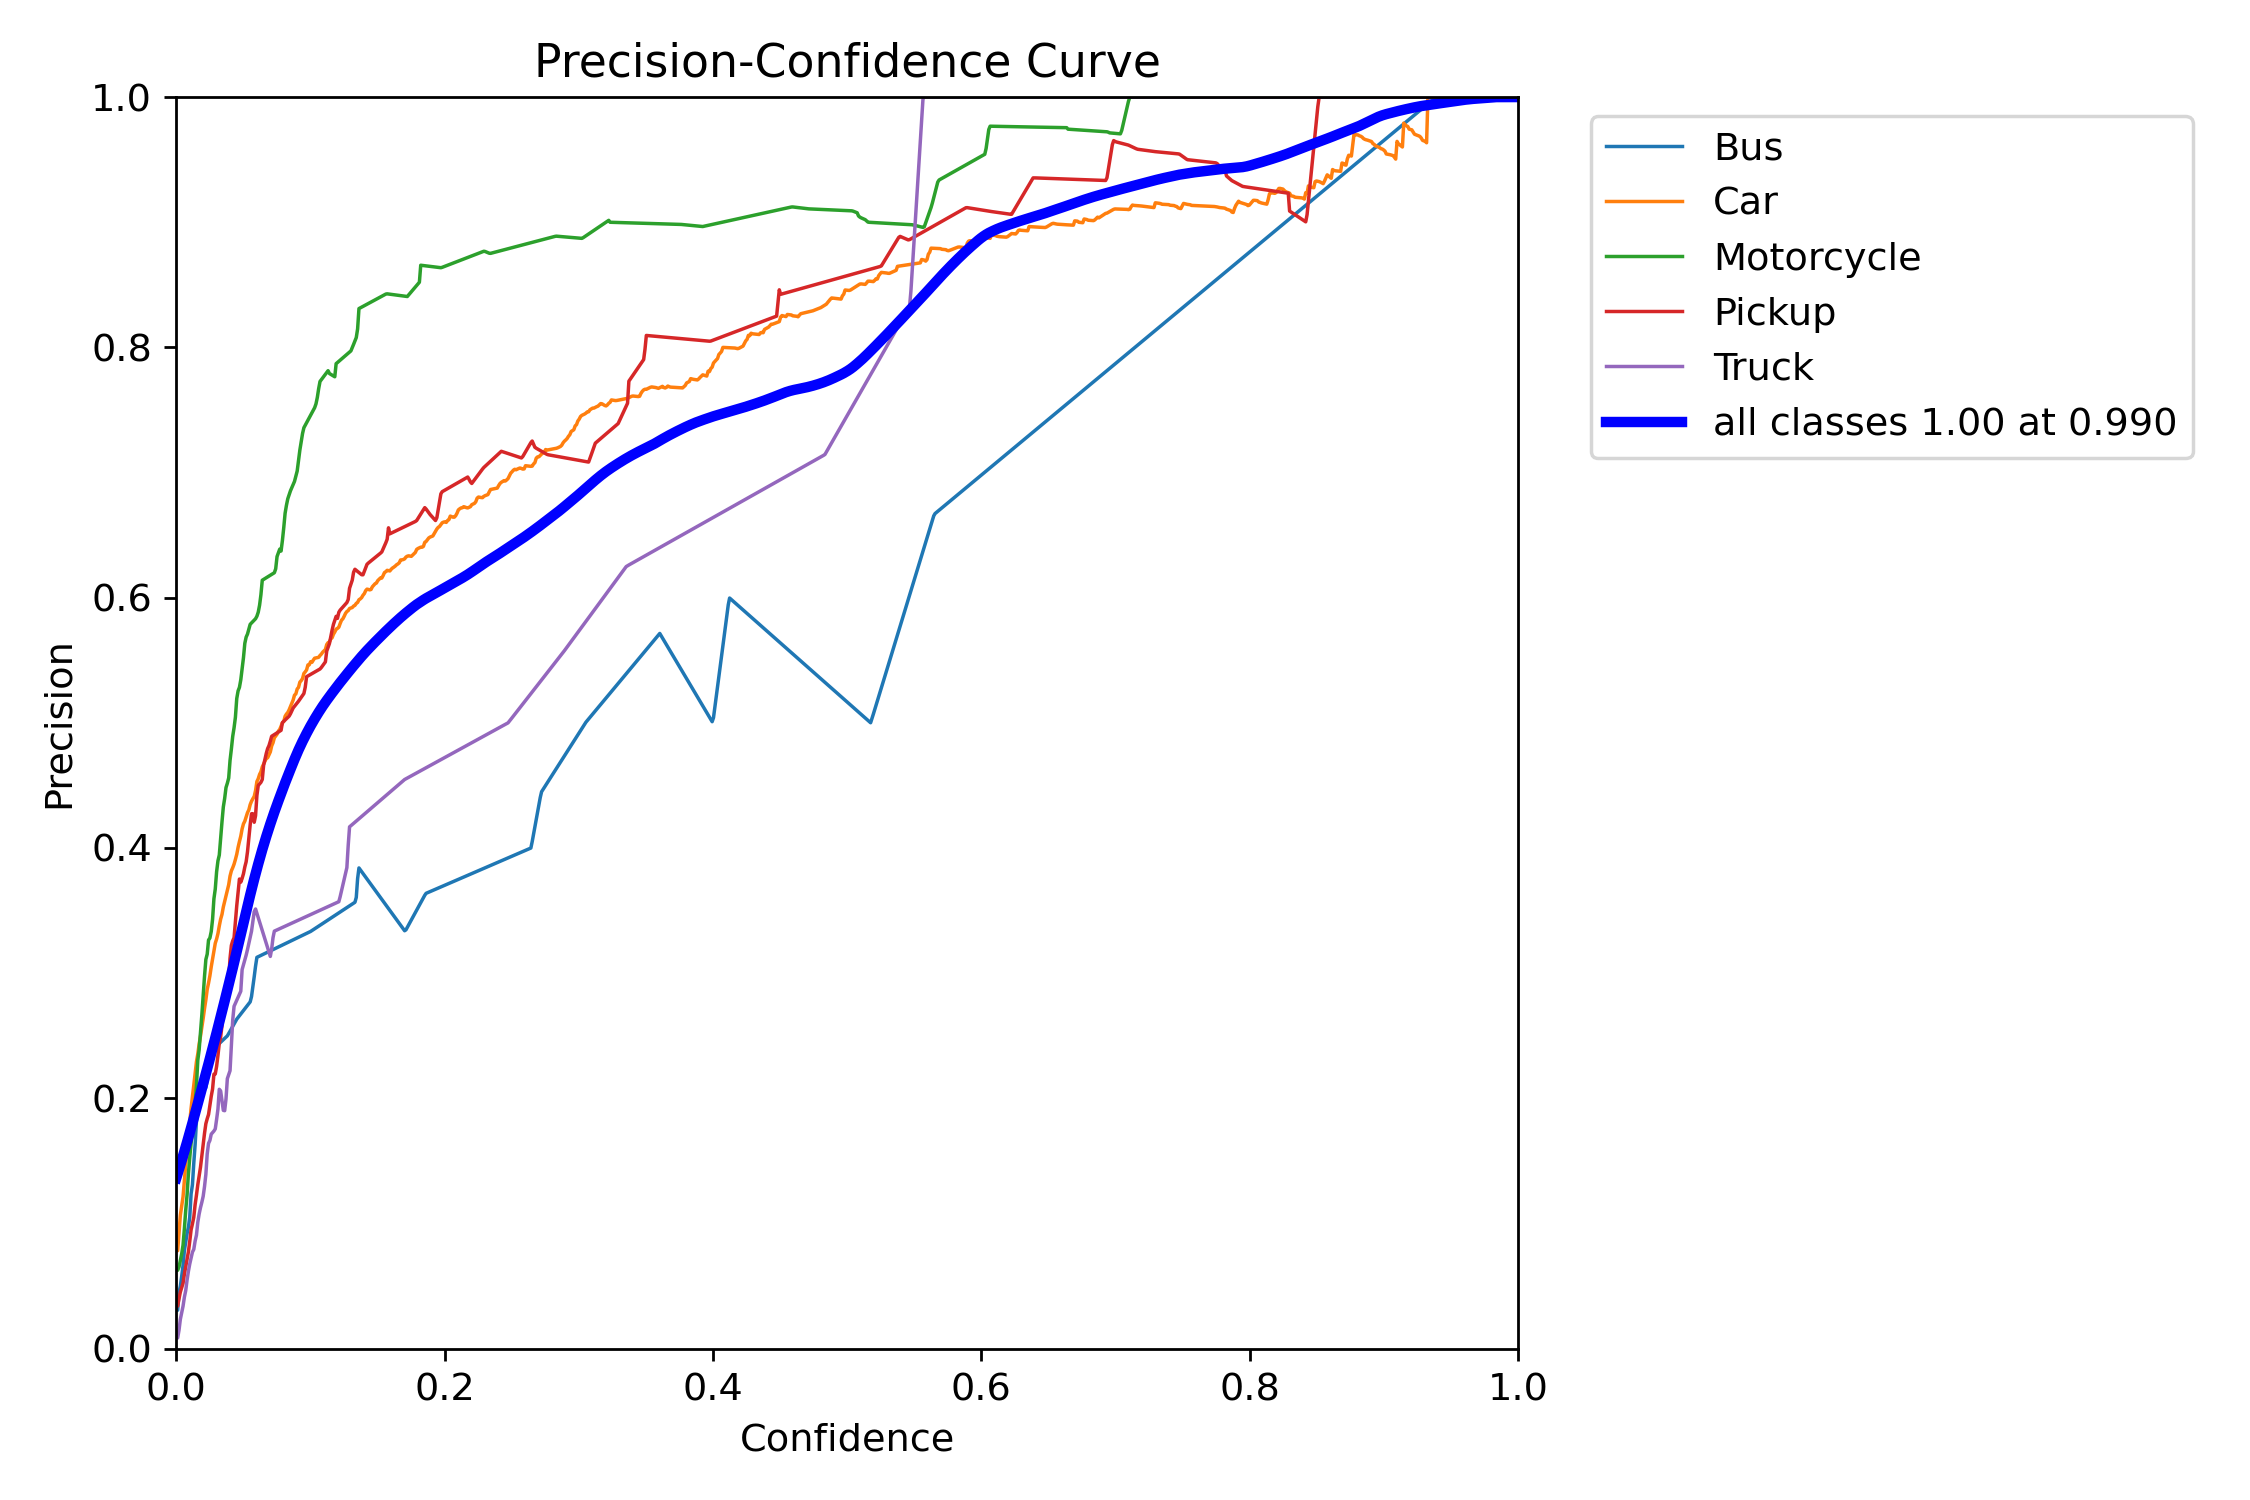 Precision-Confidence Curve
1.0
0.8
0.6
0.4
0.2
0.0
Precision
0.0 0.2 0.4 0.6 0.8 1.0
Confidence
Bus
Car
Motorcycle
Pickup
Truck
all classes 1.00 at 0.990